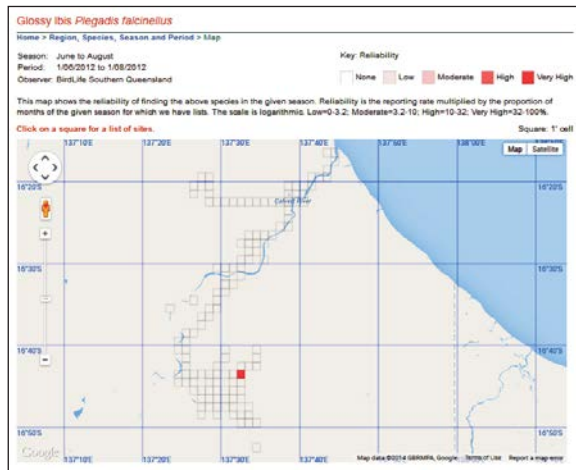 Glossy Ibis Plegadis falcinellus
Home > Region, Species, Season and Period > Map
Season: June to August
Period: 1/06/2012 to 1/08/2012
Observer: BirdLife Southern Queensland
Key: Reliability
None Low Moderate High Very High
This map shows the reliability of finding the above species in the given season. Reliability is the reporting rate multiplied by the proportion of
months of the given season for which we have lists. The scale is logarithmic. Low=0-3.2; Moderate=3.2-10; High=10-32; Very High=32-100%.
Click on a square for a list of sites.
Square: 1' cell
137°10'E 137°20'E 137°30'E 137°40'E 137°50'E 138°00'E 138°10'E
Map Satellite
16°20'S 16°20'S
Calvert River
16°30'S 16°30'S
16°40'S 16°40'S
16°50'S 16°50'S
Google
137°10'E 137°20'E 137°30'E
Map data ©2014 GBRMPA, Google Terms of Use Report a map error